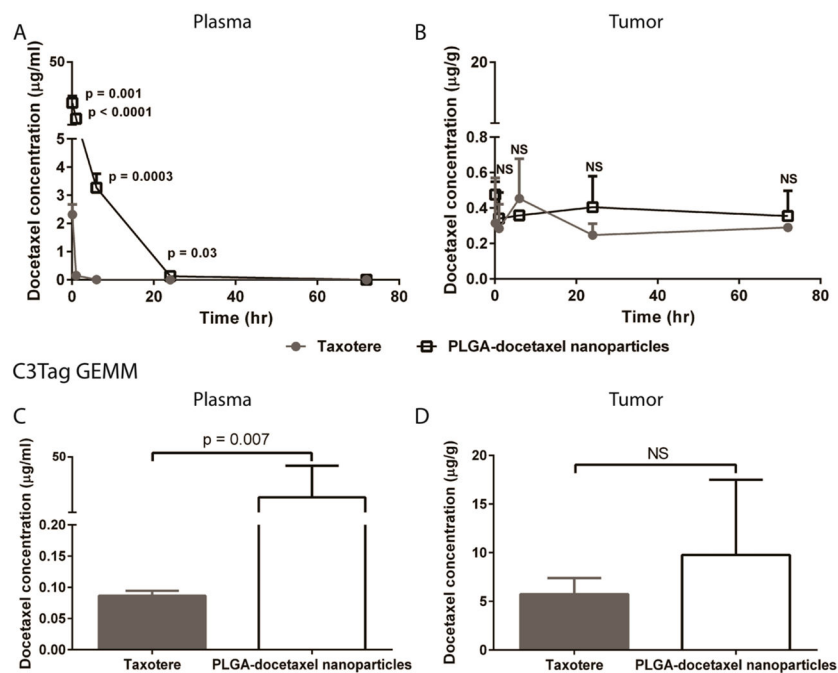 A
Plasma
Docetaxel concentration (µg/ml)
50
5
4
3
2
1
0
p = 0.001
p < 0.0001
p = 0.0003
p = 0.03
0 20 40 60 80
Time (hr)
B
Tumor
Docetaxel concentration (µg/g)
20
0.8
0.6
0.4
0.2
0.0
NS
NS
NS
NS
0 20 40 60 80
Time (hr)
Taxotere PLGA-docetaxel nanoparticles
C3Tag GEMM
C
Plasma
Docetaxel concentration (µg/ml)
50
0.20
0.15
0.10
0.05
0.00
p = 0.007
Taxotere PLGA-docetaxel nanoparticles
D
Tumor
Docetaxel concentration (µg/g)
20
15
10
5
0
NS
Taxotere PLGA-docetaxel nanoparticles